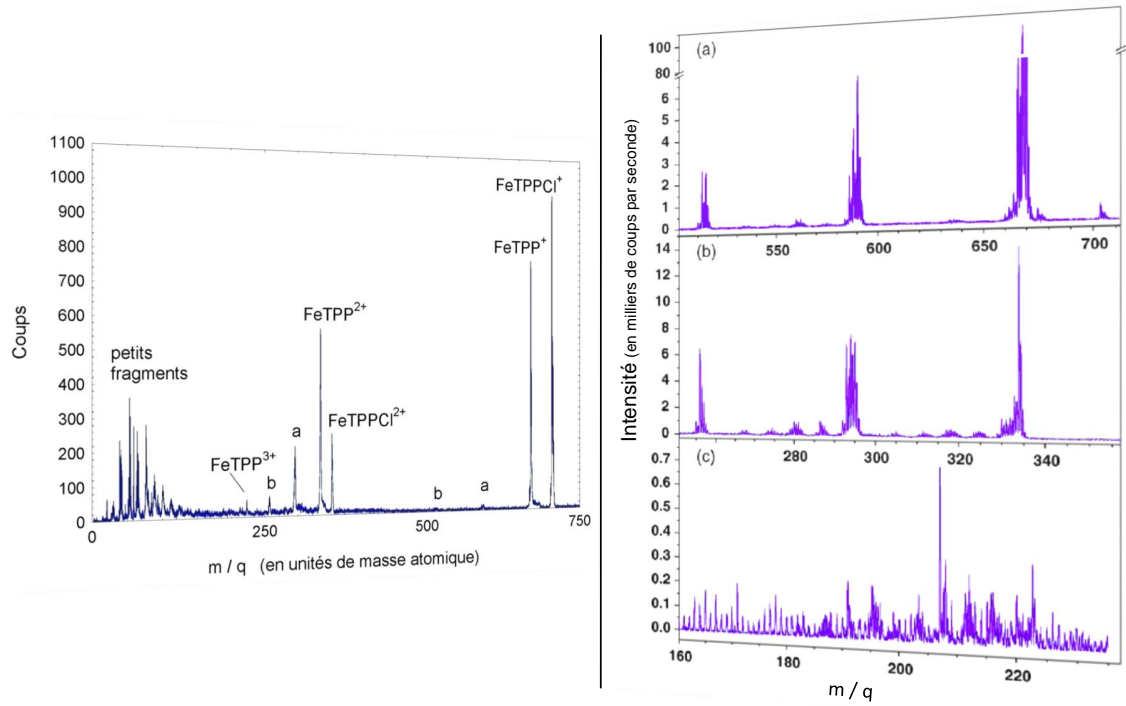 1100
1000
900
800
700
600
500
400
300
200
100
0
Coups
petits
fragments
FeTPP3+
b
a
FeTPP2+
FeTPPCl2+
b
a
FeTPP+
FeTPPCl+
0
250
500
750
m / q (en unités de masse atomique)
Intensité (en milliers de coups par seconde)
(a)
100
80
6
5
4
3
2
1
0
550
600
650
700
(b)
14
12
10
8
6
4
2
0
280
300
320
340
(c)
0.7
0.6
0.5
0.4
0.3
0.2
0.1
0.0
160
180
200
220
m / q